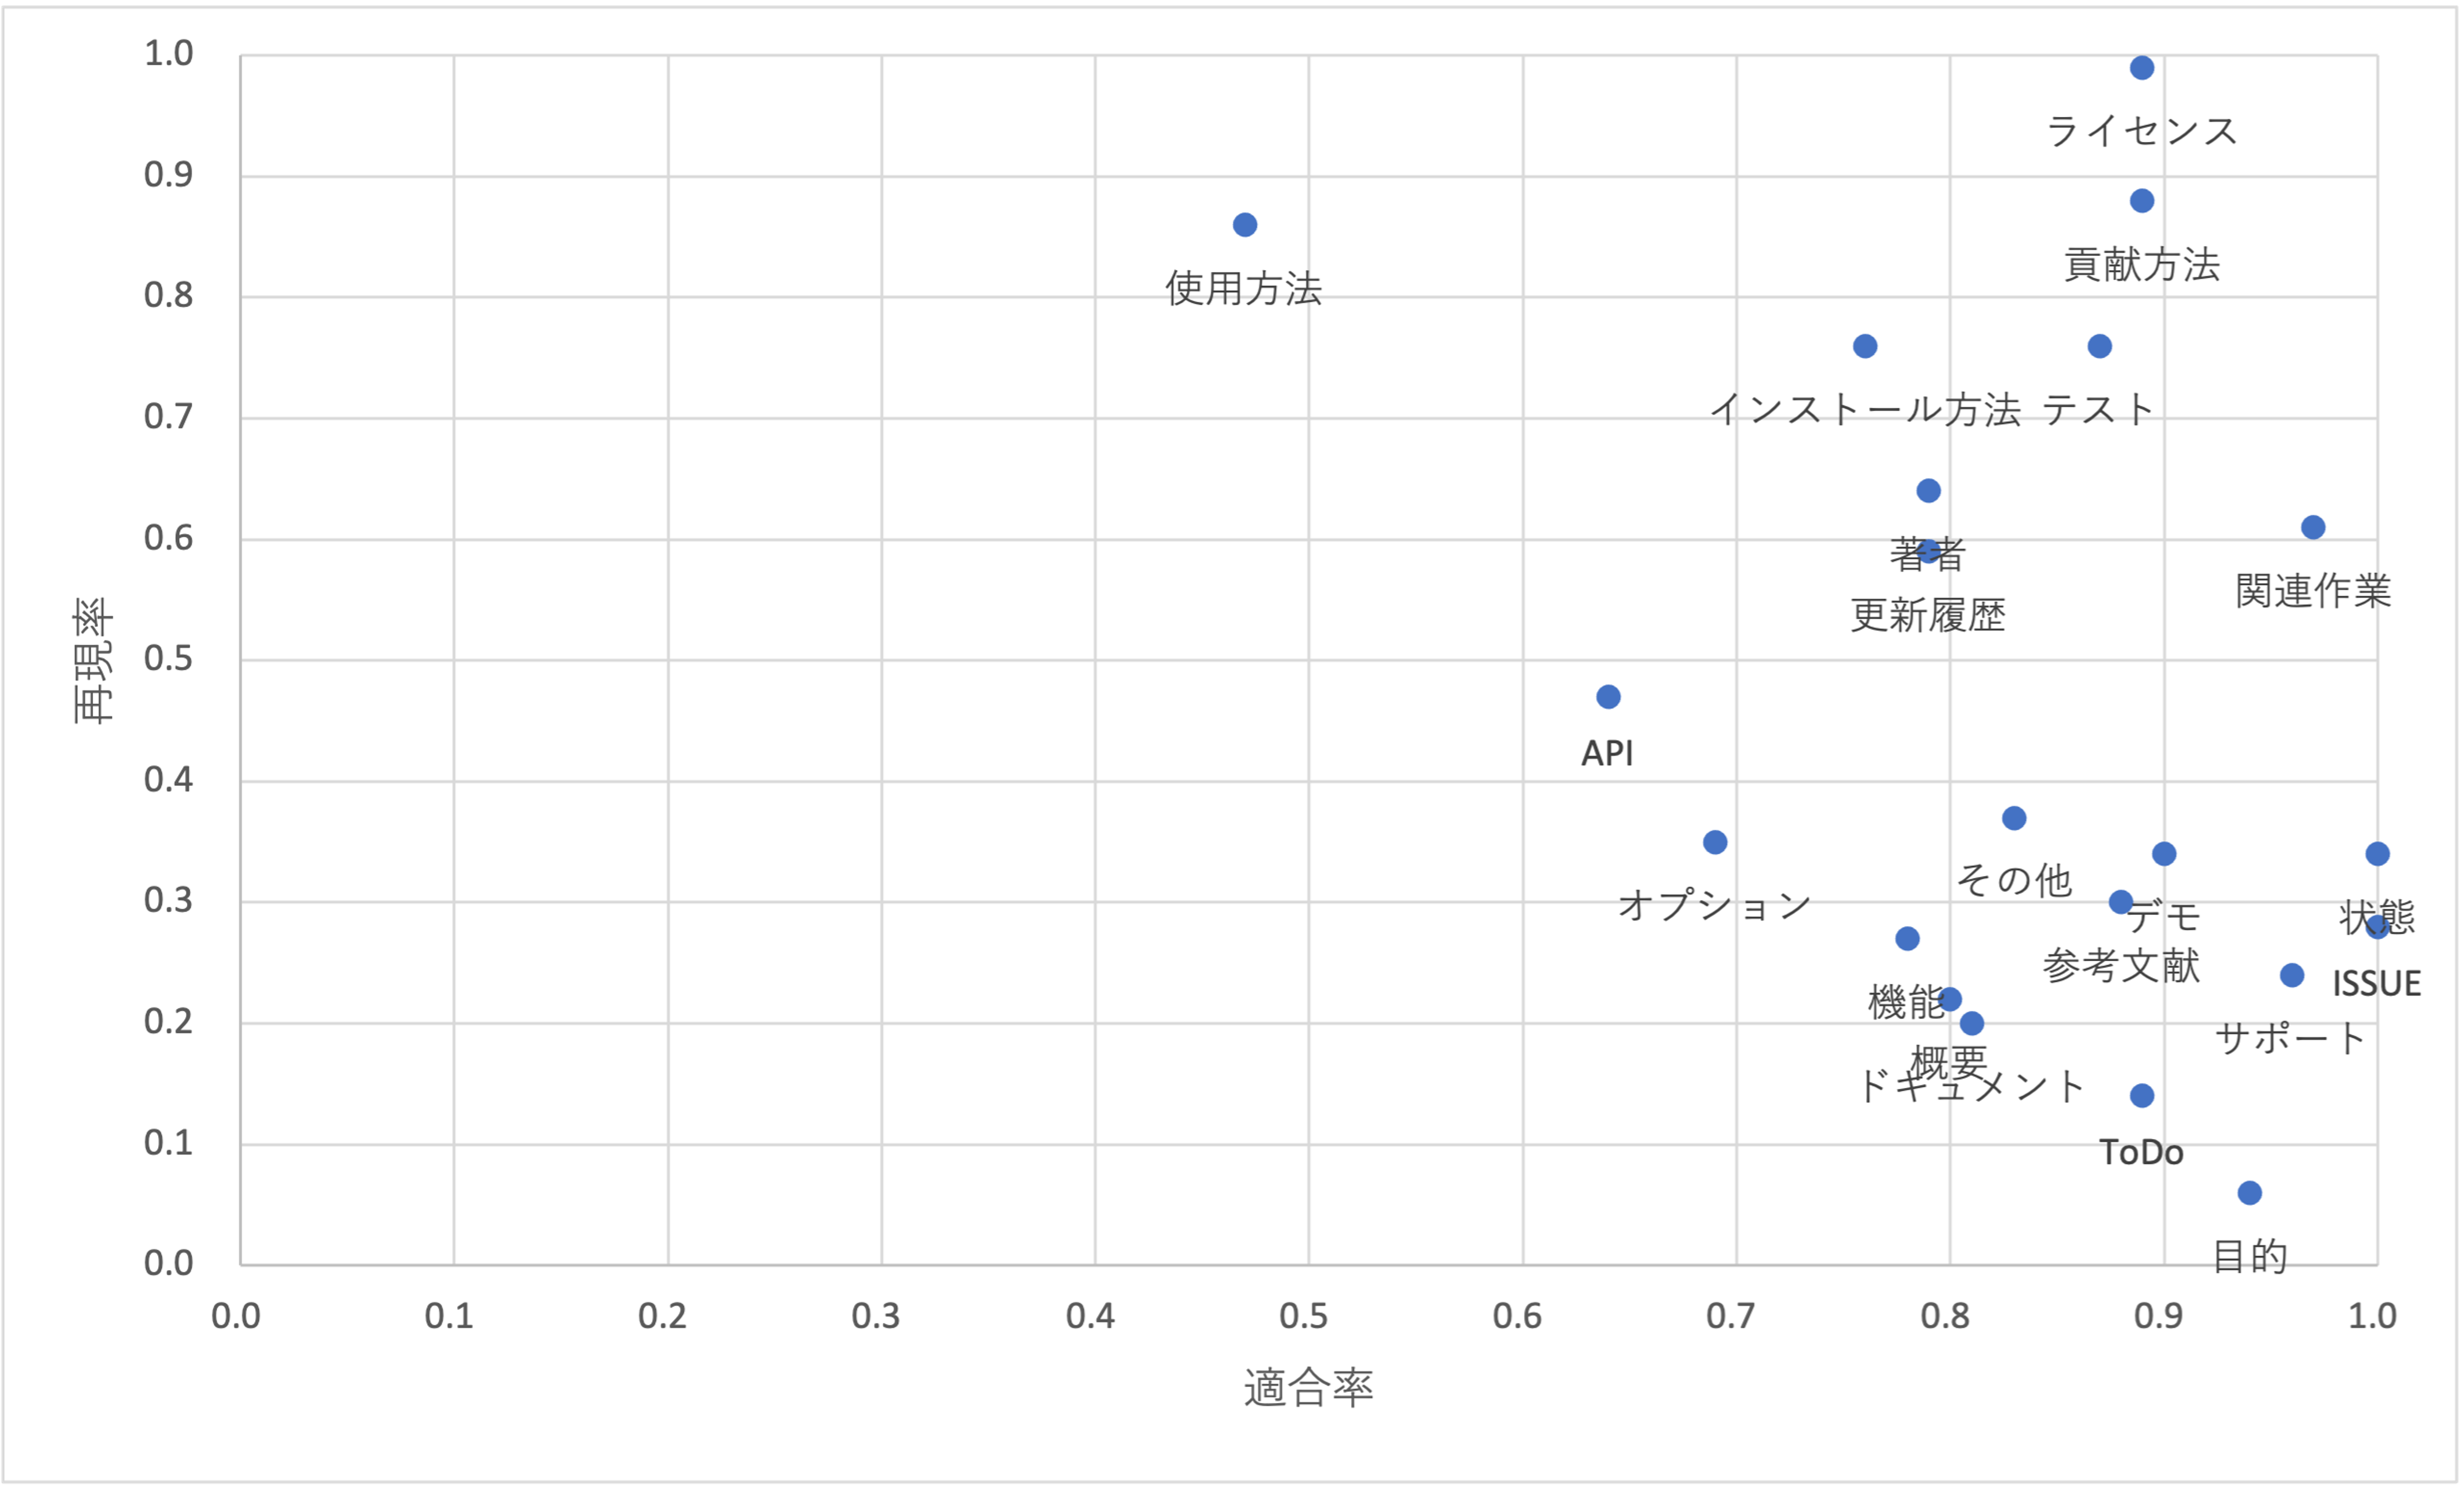 1.0
ライセンス
0.9
貢献方法
使用方法
0.8
インストール方法
テスト
0.7
著者
0.6
関連作業
更新履歴
再現率
0.5
API
0.4
その他
オプション
0.3
デモ
状態
参考文献
ISSUE
機能
0.2
サポート
概要
ドキュメント
0.1
ToDo
目的
0.0
0.0 0.1 0.2 0.3 0.4 0.5 0.6 0.7 0.8 0.9 1.0
適合率